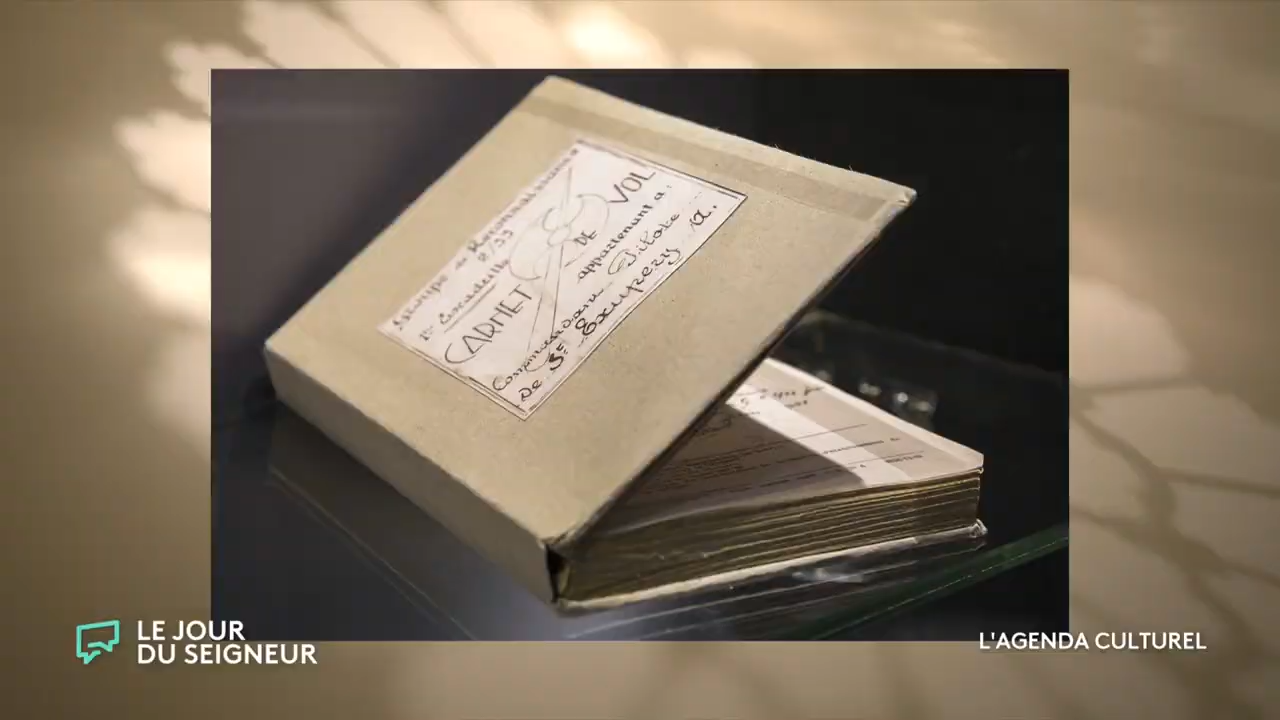 Groupe de Reconnaissance
2/33
1re Escadrille
CARNET DE VOL
appartenant a:
Commandant Pilote
De St Exupery A.
LE JOUR
DU SEIGNEUR
L'AGENDA CULTUREL